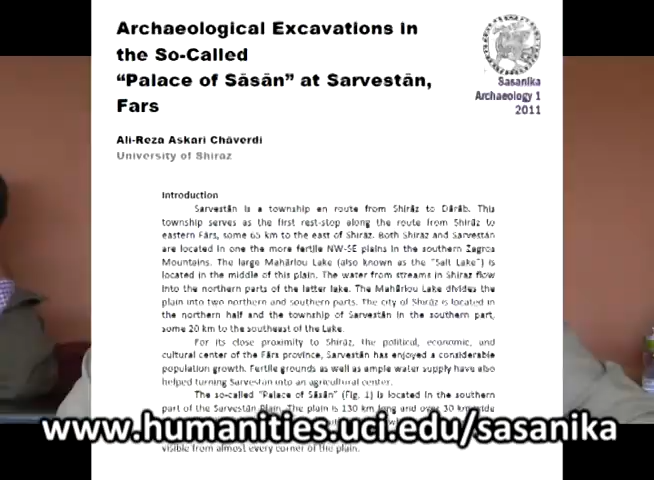 Archaeological Excavations in
the So-Called
“Palace of Sāsān” at Sarvestān,
Fars
Sasanika
Archaeology 1
2011
Ali-Reza Askari Chāverdi
University of Shiraz
Introduction
Sarvestān is a township en route from Shirāz to Dārāb. This
township serves as the first rest-stop along the route from Shirāz to
eastern Fārs, some 65 km to the east of Shiraz. Both Shiraz and Sarvestān
are located in one the more fertile NW-SE plains in the southern Zagros
Mountains. The large Mahārlou Lake (also known as the “Salt Lake”) is
located in the middle of this plain. The water from streams in Shiraz flow
into the northern parts of the latter lake. The Mahārlou Lake divides the
plain into two northern and southern parts. The city of Shirāz is located in
the northern half and the township of Sarvestān in the southern part,
some 20 km to the southeast of the Lake.
For its close proximity to Shirāz, the political, economic, and
cultural center of the Fārs province, Sarvestān has enjoyed a considerable
population growth. Fertile grounds as well as ample water supply have also
helped turning Sarvestān into an agricultural center.
The so-called “Palace of Sāsān” (Fig. 1) is located in the southern
part of the Sarvestān Plain. The plain is 130 km long and over 30 km wide
www.humanities.uci.edu/sasanika
visible from almost every corner of the plain.